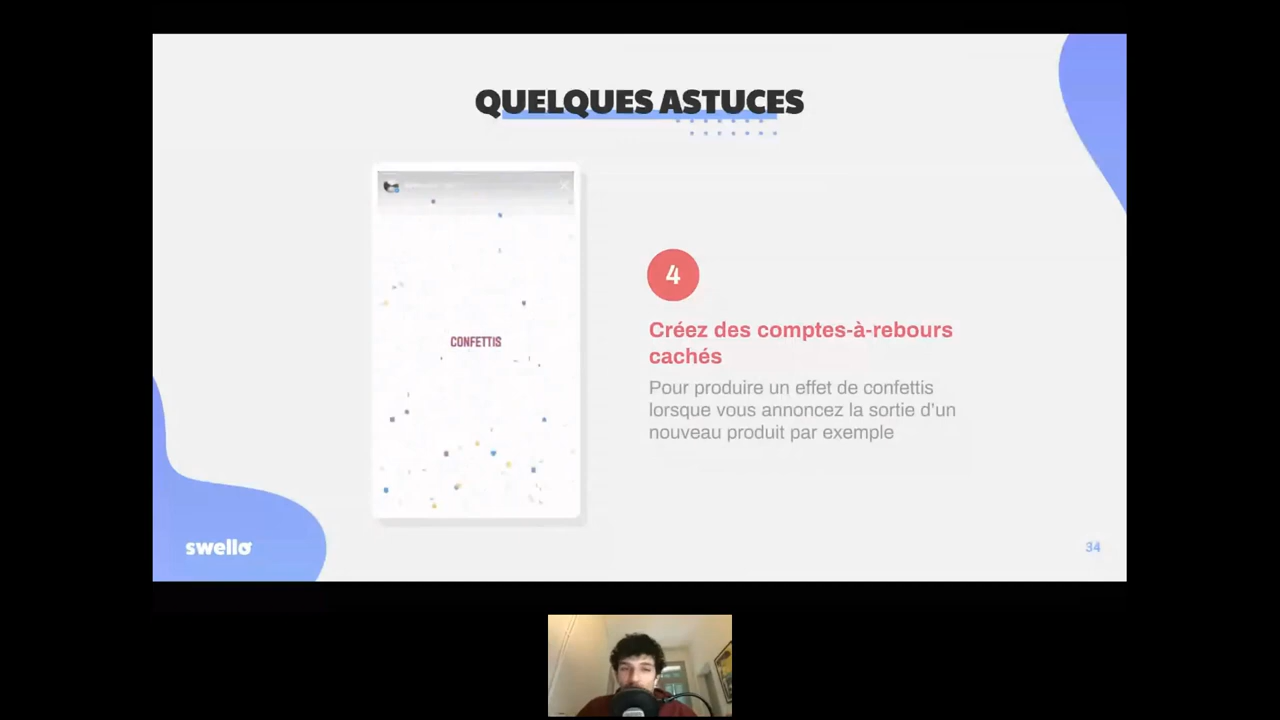 QUELQUES ASTUCES
CONFETTIS
4
Créez des comptes-à-rebours
cachés
Pour produire un effet de confettis
lorsque vous annoncez la sortie d'un
nouveau produit par exemple
swello
34